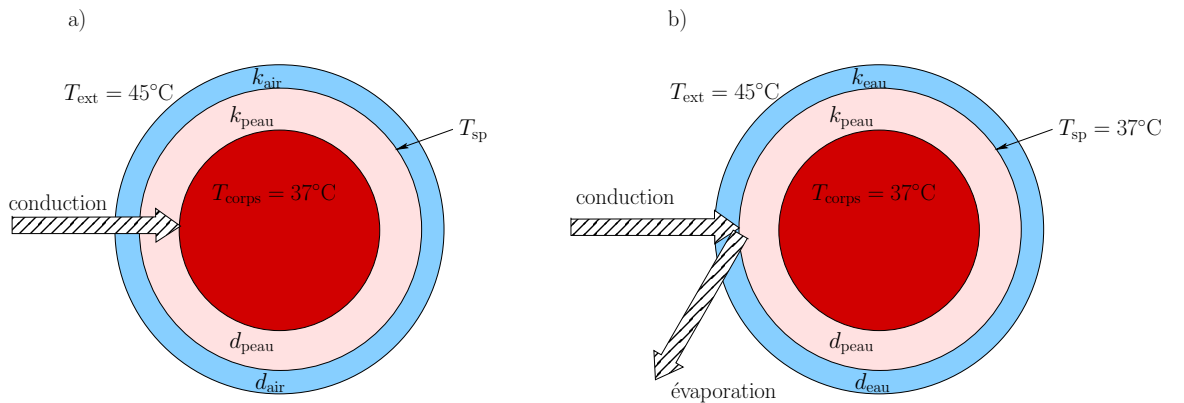 a)
T_ext = 45°C
k_air
k_peau
T_sp
T_corps = 37°C
conduction
d_peau
d_air
b)
T_ext = 45°C
k_eau
k_peau
T_sp = 37°C
T_corps = 37°C
conduction
d_peau
d_eau
évaporation